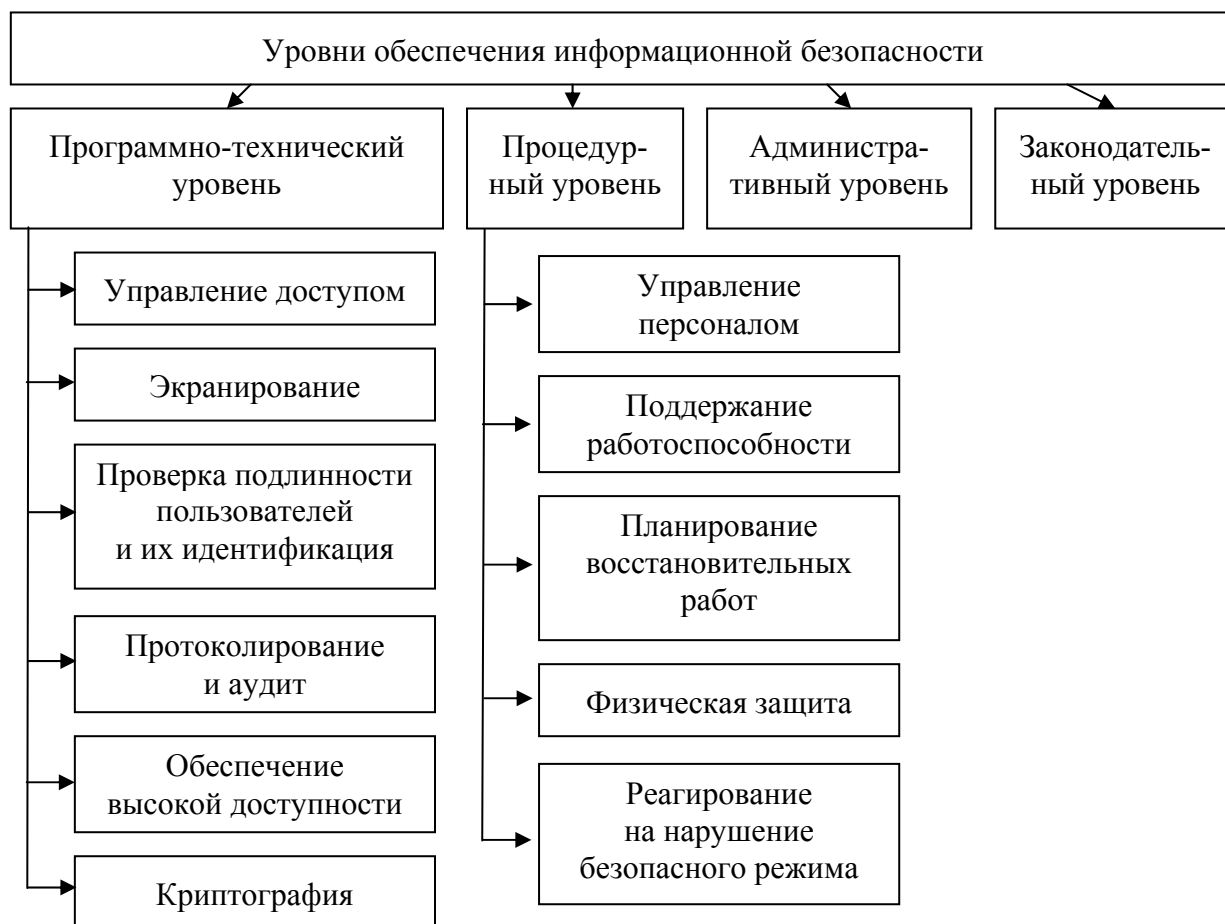 Уровни обеспечения информационной безопасности
Программно-технический
уровень
Процедур-
ный уровень
Администра-
тивный уровень
Законодатель-
ный уровень
Управление доступом
Экранирование
Проверка подлинности
пользователей
и их идентификация
Протоколирование
и аудит
Обеспечение
высокой доступности
Криптография
Управление
персоналом
Поддержание
работоспособности
Планирование
восстановительных
работ
Физическая защита
Реагирование
на нарушение
безопасного режима